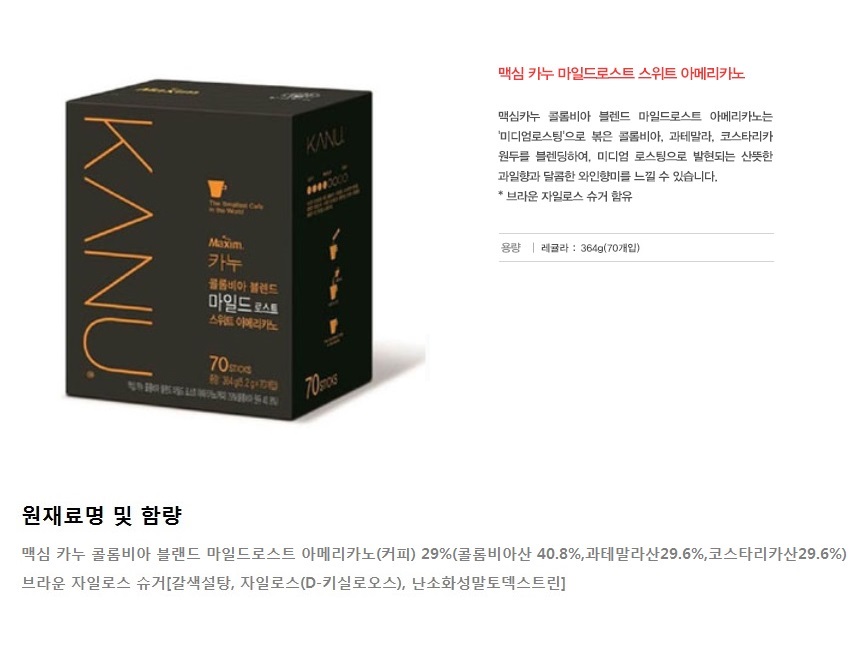 Maxim
KANU
KANU
The Smallest Cafe
in the World
Maxim.
카누
콜롬비아 블렌드
마일드 로스트
스위트 아메리카노
70 STICKS
용량 364g(5.2g×70개입)
70 STICKS
맥심 카누 마일드로스트 스위트 아메리카노
맥심카누 콜롬비아 블렌드 마일드로스트 아메리카노는
'미디엄로스팅'으로 볶은 콜롬비아, 과테말라, 코스타리카
원두를 블렌딩하여, 미디엄 로스팅으로 발현되는 산뜻한
과일향과 달콤한 와인향미를 느낄 수 있습니다.
* 브라운 자일로스 슈거 함유
용량 | 레귤라 : 364g(70개입)
원재료명 및 함량
맥심 카누 콜롬비아 블랜드 마일드로스트 아메리카노(커피) 29%(콜롬비아산 40.8%,과테말라산29.6%,코스타리카산29.6%)
브라운 자일로스 슈거[갈색설탕, 자일로스(D-키실로오스), 난소화성말토덱스트린]